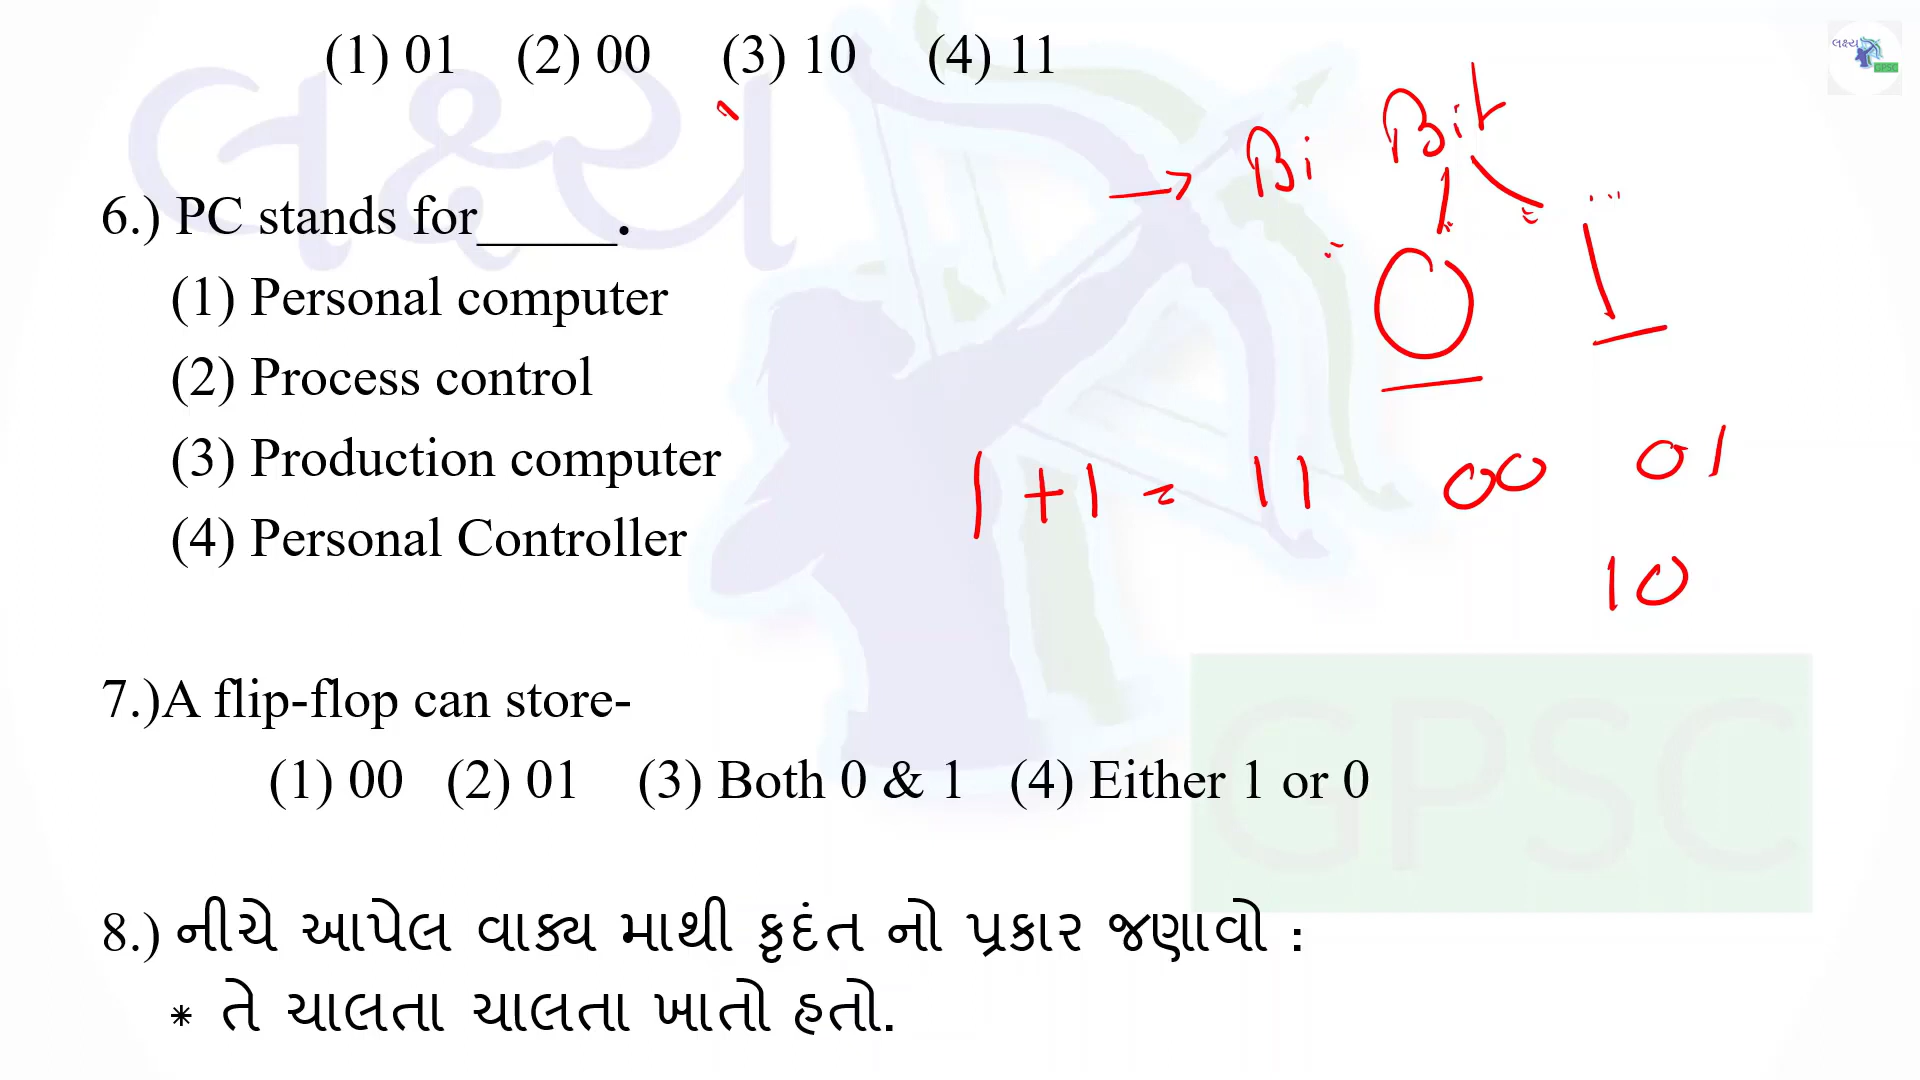 (1) 01 (2) 00 (3) 10 (4) 11
લક્ષ્ય
GPSC
→ Bi Bit
0 1
6.) PC stands for_____.
(1) Personal computer
(2) Process control
(3) Production computer
(4) Personal Controller
1 + 1 = 11 00 01
10
7.)A flip-flop can store-
(1) 00 (2) 01 (3) Both 0 & 1 (4) Either 1 or 0
લક્ષ્ય
GPSC
8.) નીચે આપેલ વાક્ય માથી કૃદંત નો પ્રકાર જણાવો :
* તે ચાલતા ચાલતા ખાતો હતો.